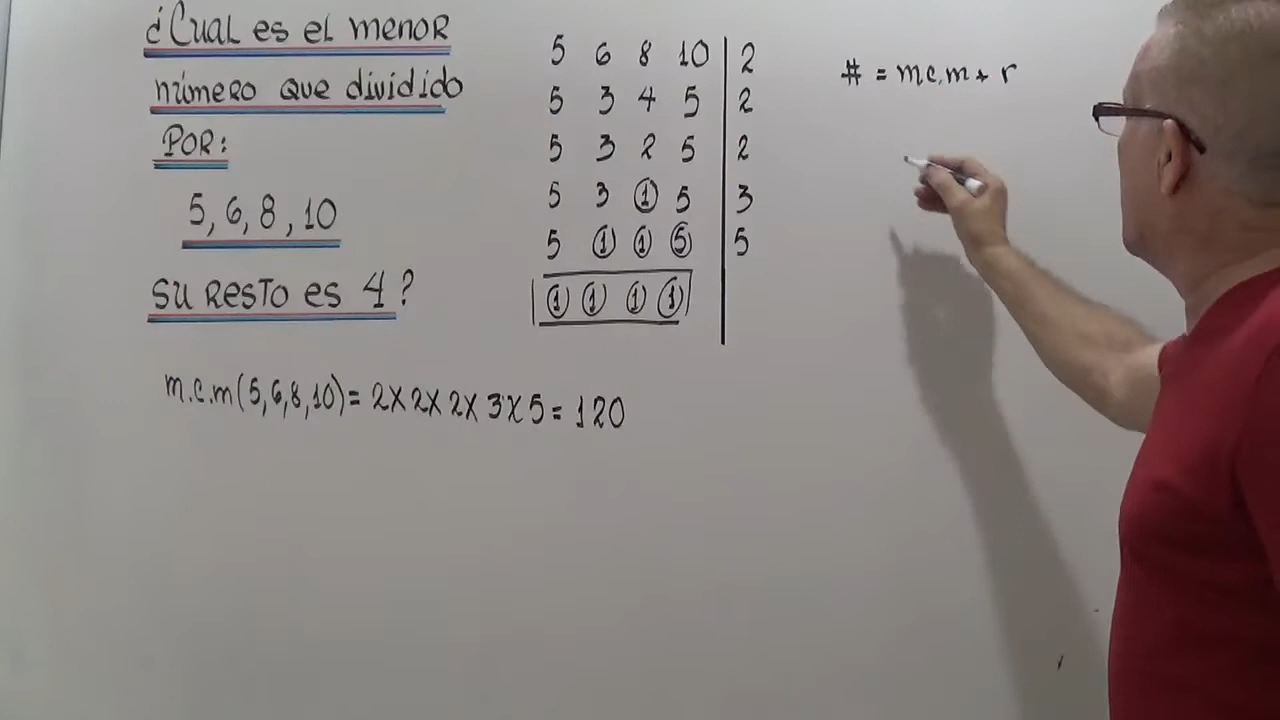 ¿Cual es el menor
número que dividido
por:
5, 6, 8, 10
su resto es 4?
5 6 8 10 | 2
5 3 4 5 | 2
5 3 2 5 | 2
5 3 1 5 | 3
5 1 1 5 | 5
1 1 1 1
m.c.m(5,6,8,10)= 2x2x2x3x5=120
# = m.c.m + r